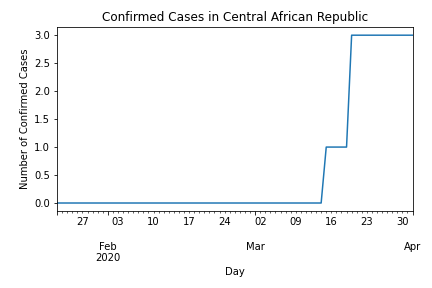 Confirmed Cases in Central African Republic
Number of Confirmed Cases
3.0
2.5
2.0
1.5
1.0
0.5
0.0
27 03 10 17 24 02 09 16 23 30
Feb Mar Apr
2020
Day